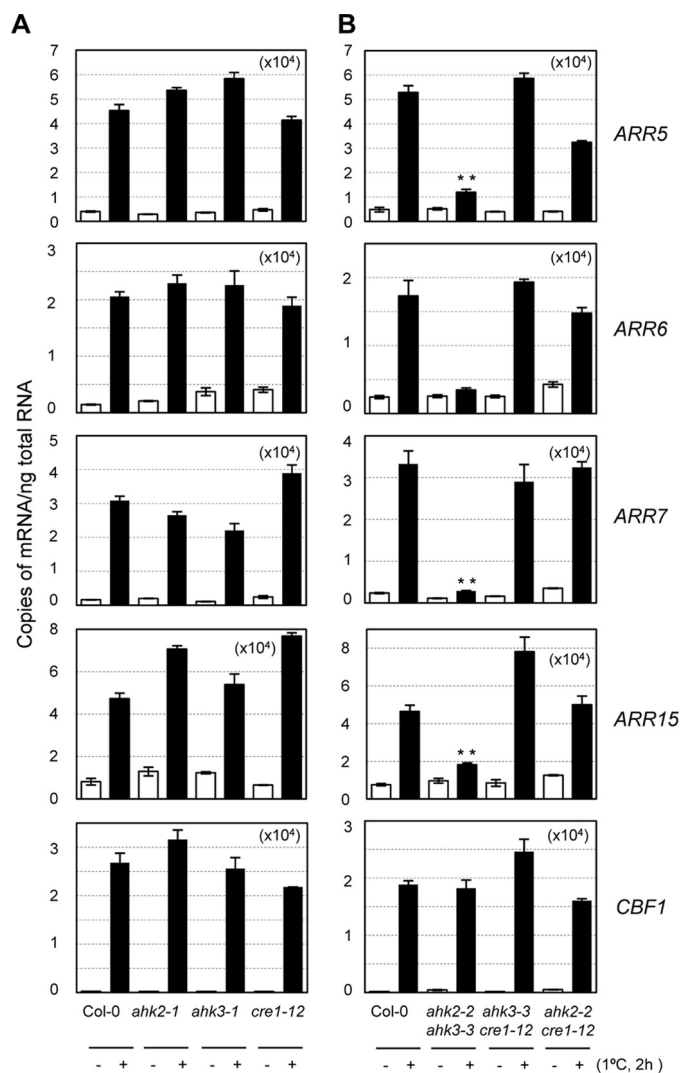 A
B
Copies of mRNA/ng total RNA
7
6
5
4
3
2
1
0
(x10⁴)
7
6
5
4
3
2
1
0
(x10⁴)
* *
ARR5
3
2
1
0
(x10⁴)
2
1
0
(x10⁴)
ARR6
5
4
3
2
1
0
(x10⁴)
4
3
2
1
0
(x10⁴)
* *
ARR7
8
6
4
2
0
(x10⁴)
8
6
4
2
0
(x10⁴)
* *
ARR15
3
2
1
0
(x10⁴)
3
2
1
0
(x10⁴)
CBF1
Col-0 ahk2-1 ahk3-1 cre1-12
- + - + - + - +
Col-0 ahk2-2 ahk3-3 ahk2-2
ahk3-3 cre1-12 cre1-12
- + - + - + - + (1ºC, 2h)